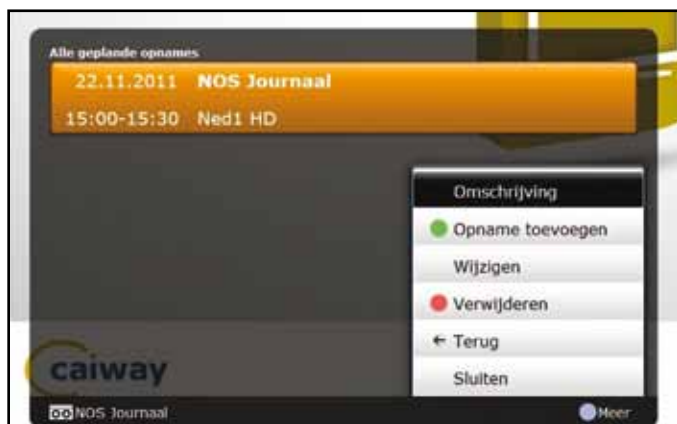 Alle geplande opnames
22.11.2011 NOS Journaal
15:00-15:30 Ned1 HD
Omschrijving
Opname toevoegen
Wijzigen
Verwijderen
← Terug
Sluiten
caiway
NOS Journaal
Meer